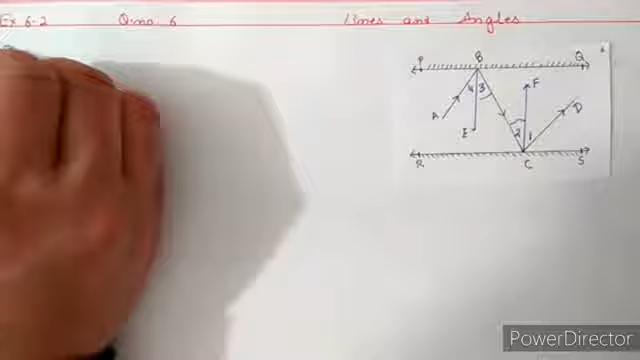 Ex 6.2 Q.no. 6 Lines and Angles
P B Q
4 3
F
A D
E
2 1
R C S
PowerDirector